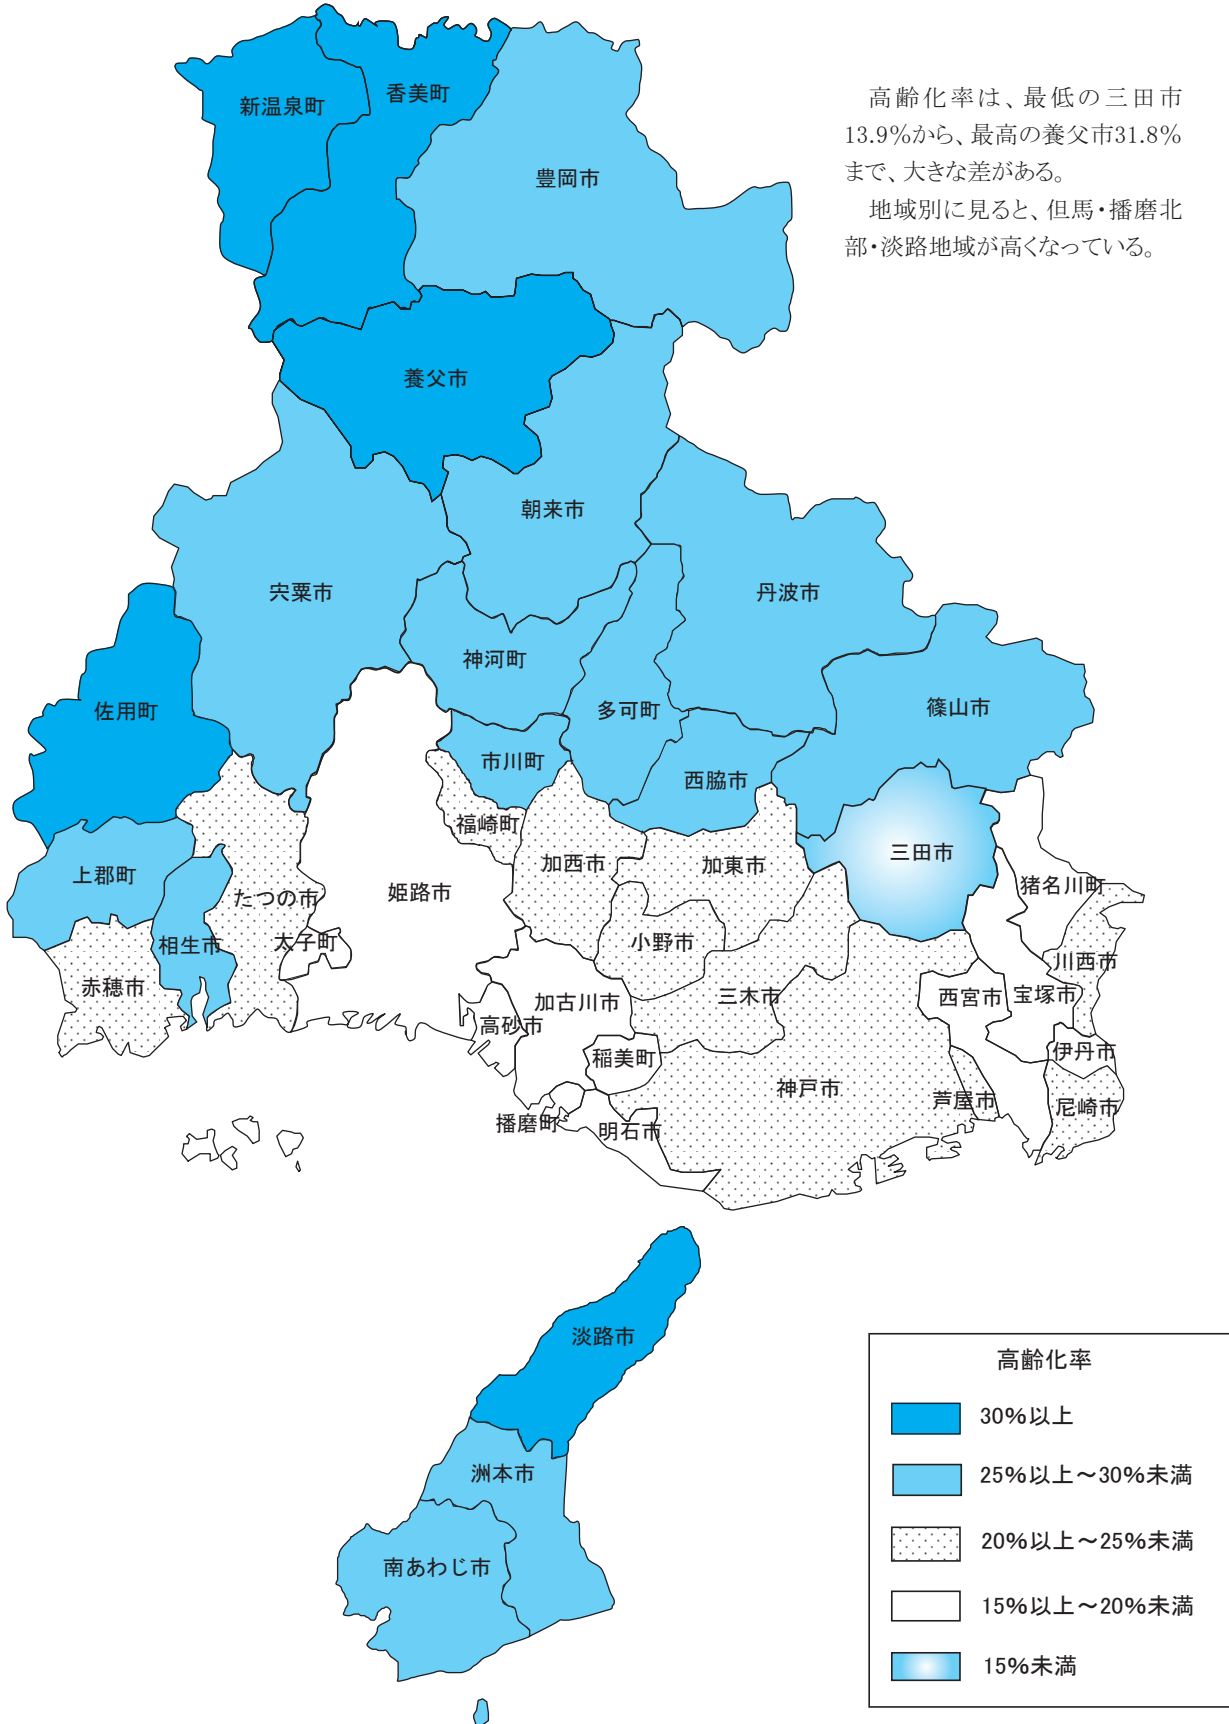 高齢化率は、最低の三田市
13.9%から、最高の養父市31.8%
まで、大きな差がある。
地域別に見ると、但馬・播磨北
部・淡路地域が高くなっている。
新温泉町
香美町
豊岡市
養父市
朝来市
宍粟市
丹波市
神河町
佐用町
多可町
篠山市
市川町
西脇市
福崎町
上郡町
加西市
加東市
三田市
姫路市
猪名川町
たつの市
相生市
太子町
小野市
川西市
赤穂市
三木市
西宮市
宝塚市
加古川市
高砂市
稲美町
伊丹市
神戸市
芦屋市
尼崎市
播磨町
明石市
淡路市
洲本市
南あわじ市
高齢化率
30%以上
25%以上～30%未満
20%以上～25%未満
15%以上～20%未満
15%未満